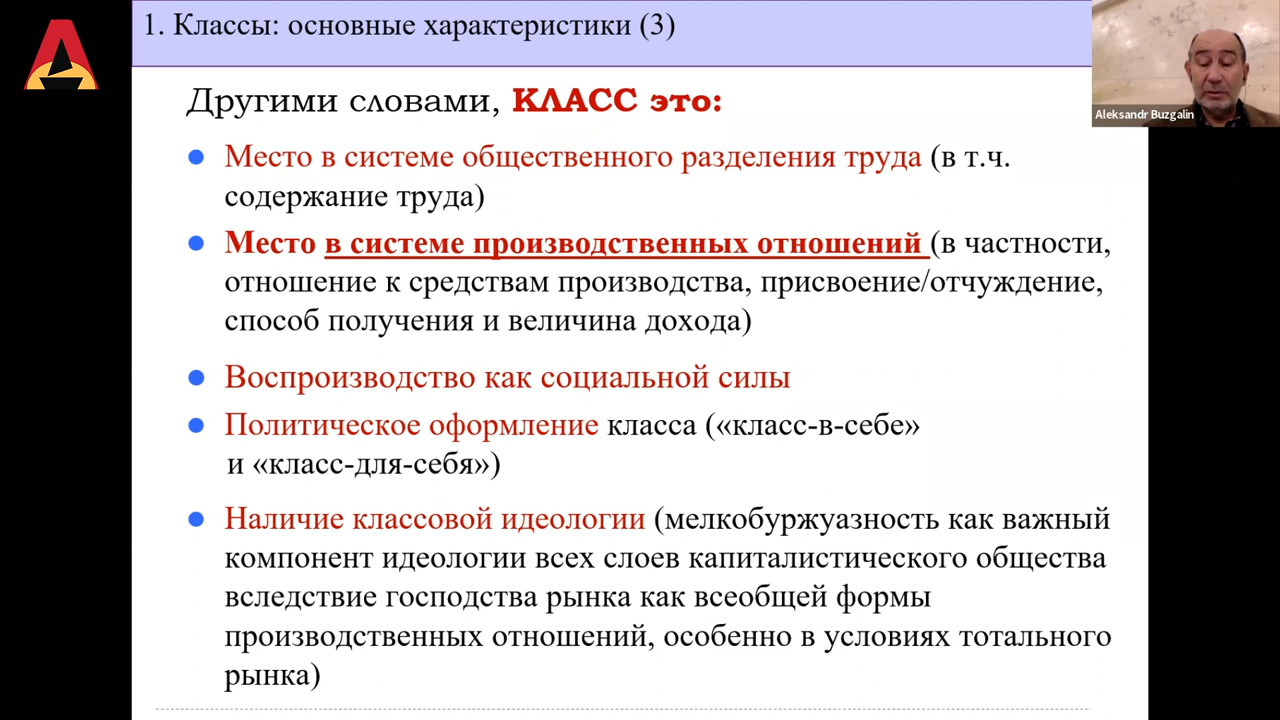 1. Классы: основные характеристики (3)
Aleksandr Buzgalin
Другими словами, КЛАСС это:
Место в системе общественного разделения труда (в т.ч.
содержание труда)
Место в системе производственных отношений (в частности,
отношение к средствам производства, присвоение/отчуждение,
способ получения и величина дохода)
Воспроизводство как социальной силы
Политическое оформление класса («класс-в-себе»
и «класс-для-себя»)
Наличие классовой идеологии (мелкобуржуазность как важный
компонент идеологии всех слоев капиталистического общества
вследствие господства рынка как всеобщей формы
производственных отношений, особенно в условиях тотального
рынка)